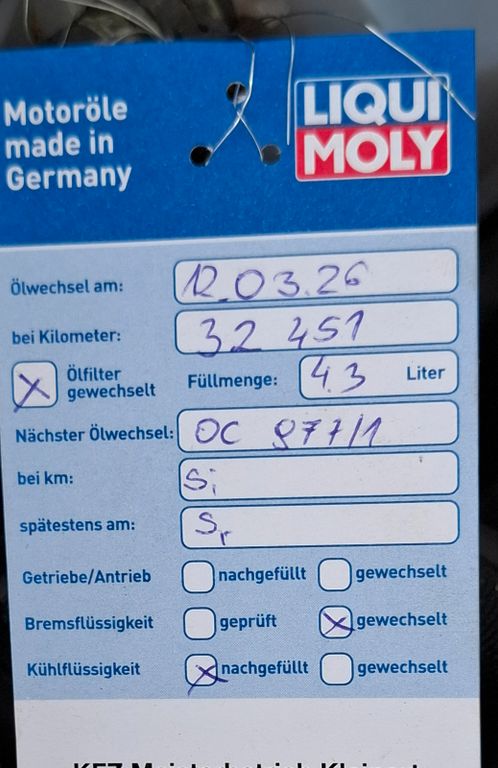 Motoröle
made in
Germany
LIQUI
MOLY
Ölwechsel am: 12.03.26
bei Kilometer: 32 451
Ölfilter
gewechselt
Füllmenge: 4.3 Liter
Nächster Ölwechsel: OC 977/1
bei km: Si
spätestens am: Sr
Getriebe/Antrieb nachgefüllt gewechselt
Bremsflüssigkeit geprüft gewechselt
Kühlflüssigkeit nachgefüllt gewechselt